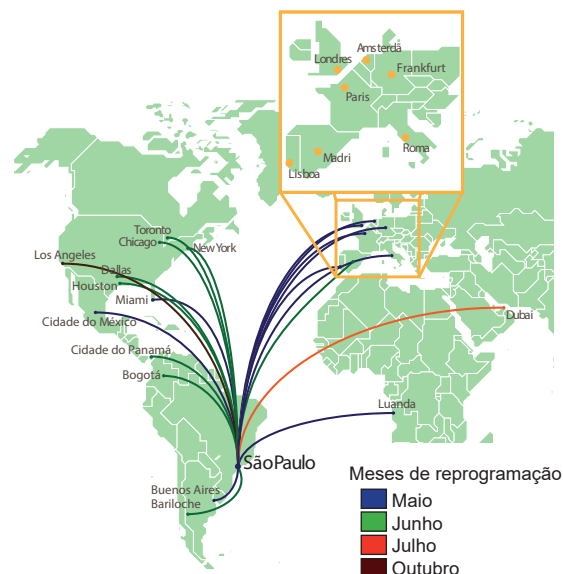 Amsterdã
Londres
Frankfurt
Paris
Roma
Madri
Lisboa
Toronto
Chicago
New York
Los Angeles
Dallas
Houston
Miami
Cidade do México
Dubai
Cidade do Panamá
Bogotá
Luanda
São Paulo
Buenos Aires
Bariloche
Meses de reprogramação
Maio
Junho
Julho
Outubro